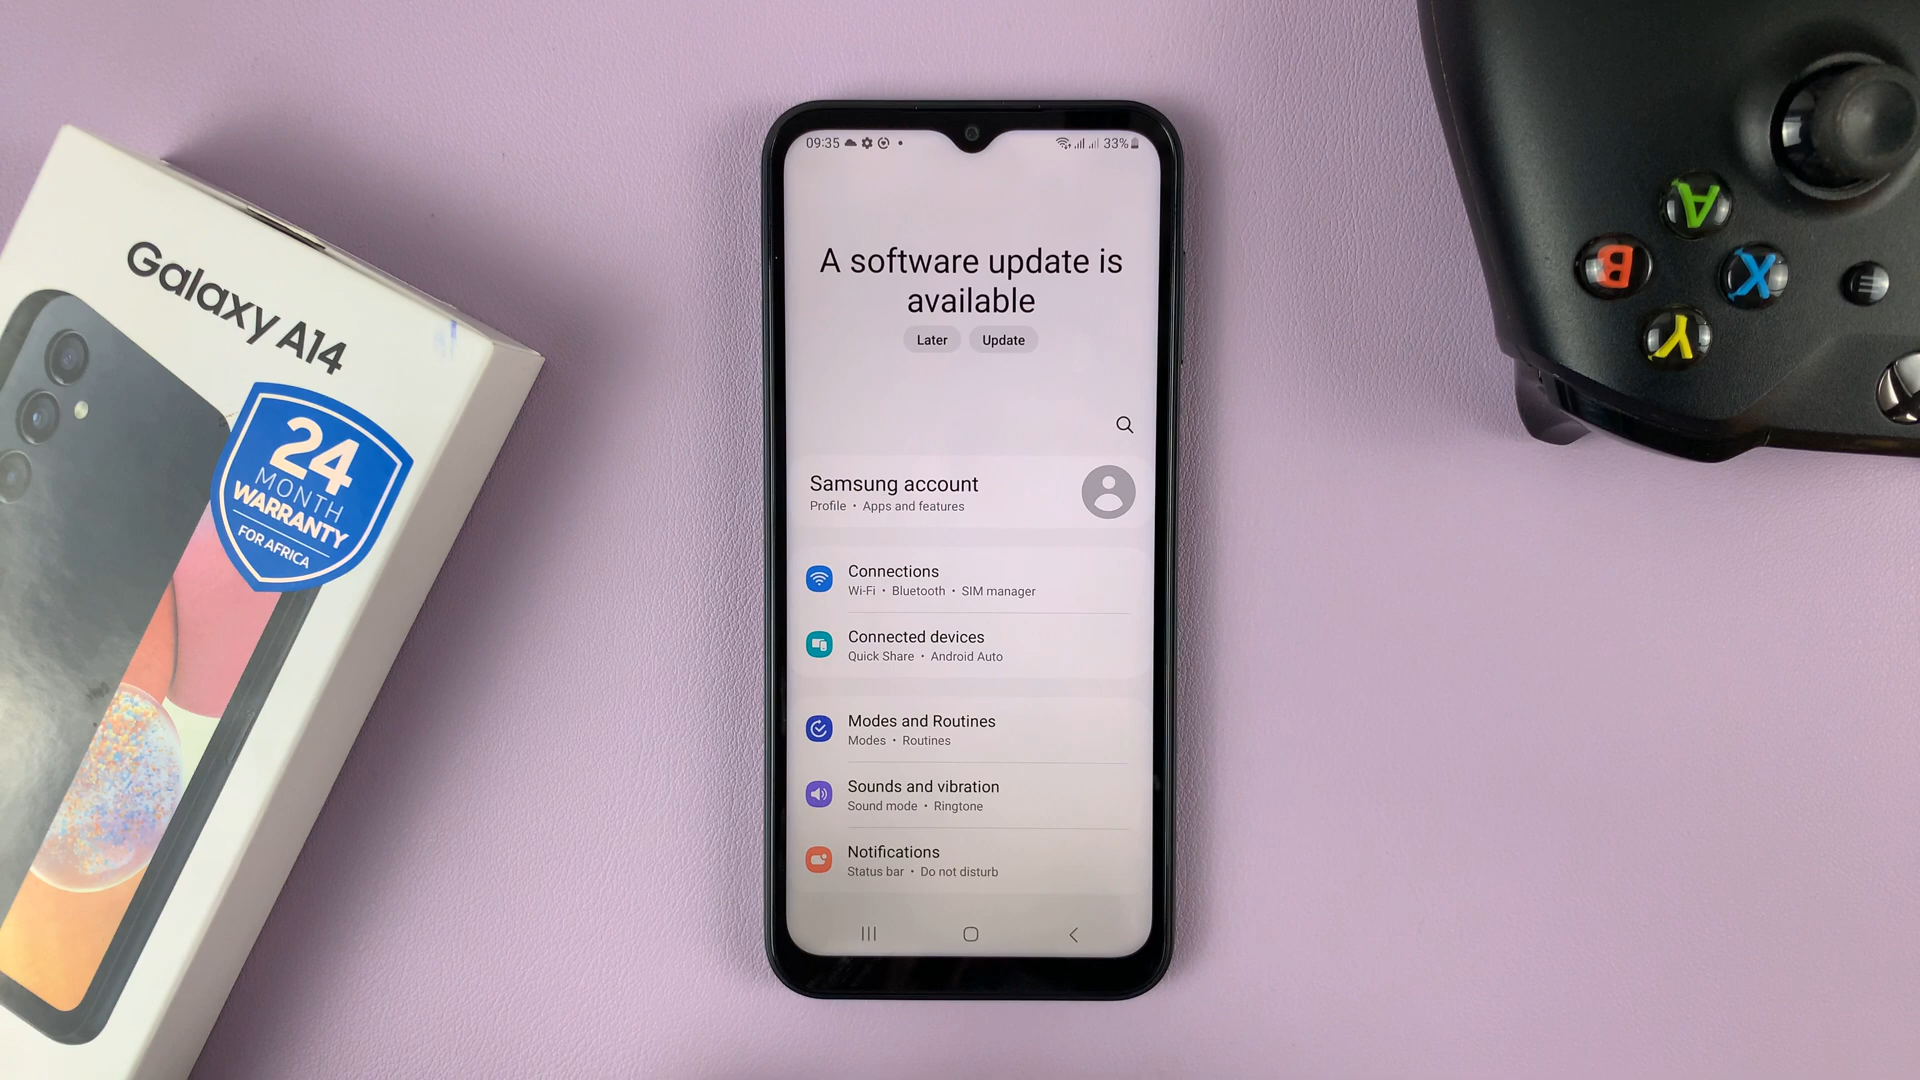 Galaxy A14
24
MONTH
WARRANTY
FOR AFRICA
09:35
33%
A software update is
available
Later Update
Samsung account
Profile • Apps and features
Connections
Wi-Fi • Bluetooth • SIM manager
Connected devices
Quick Share • Android Auto
Modes and Routines
Modes • Routines
Sounds and vibration
Sound mode • Ringtone
Notifications
Status bar • Do not disturb
A
B
X
Y